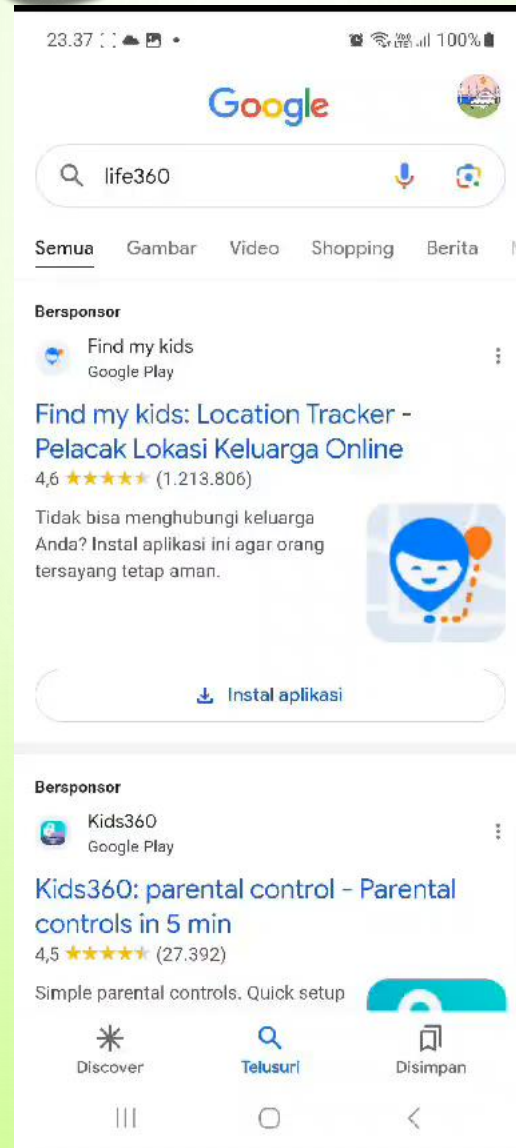 23.37 100%
Google
life360
Semua Gambar Video Shopping Berita
Bersponsor
Find my kids
Google Play
Find my kids: Location Tracker -
Pelacak Lokasi Keluarga Online
4,6 ★★★★★ (1.213.806)
Tidak bisa menghubungi keluarga
Anda? Instal aplikasi ini agar orang
tersayang tetap aman.
Instal aplikasi
Bersponsor
Kids360
Google Play
Kids360: parental control - Parental
controls in 5 min
4,5 ★★★★★ (27.392)
Simple parental controls. Quick setup
Discover Telusuri Disimpan